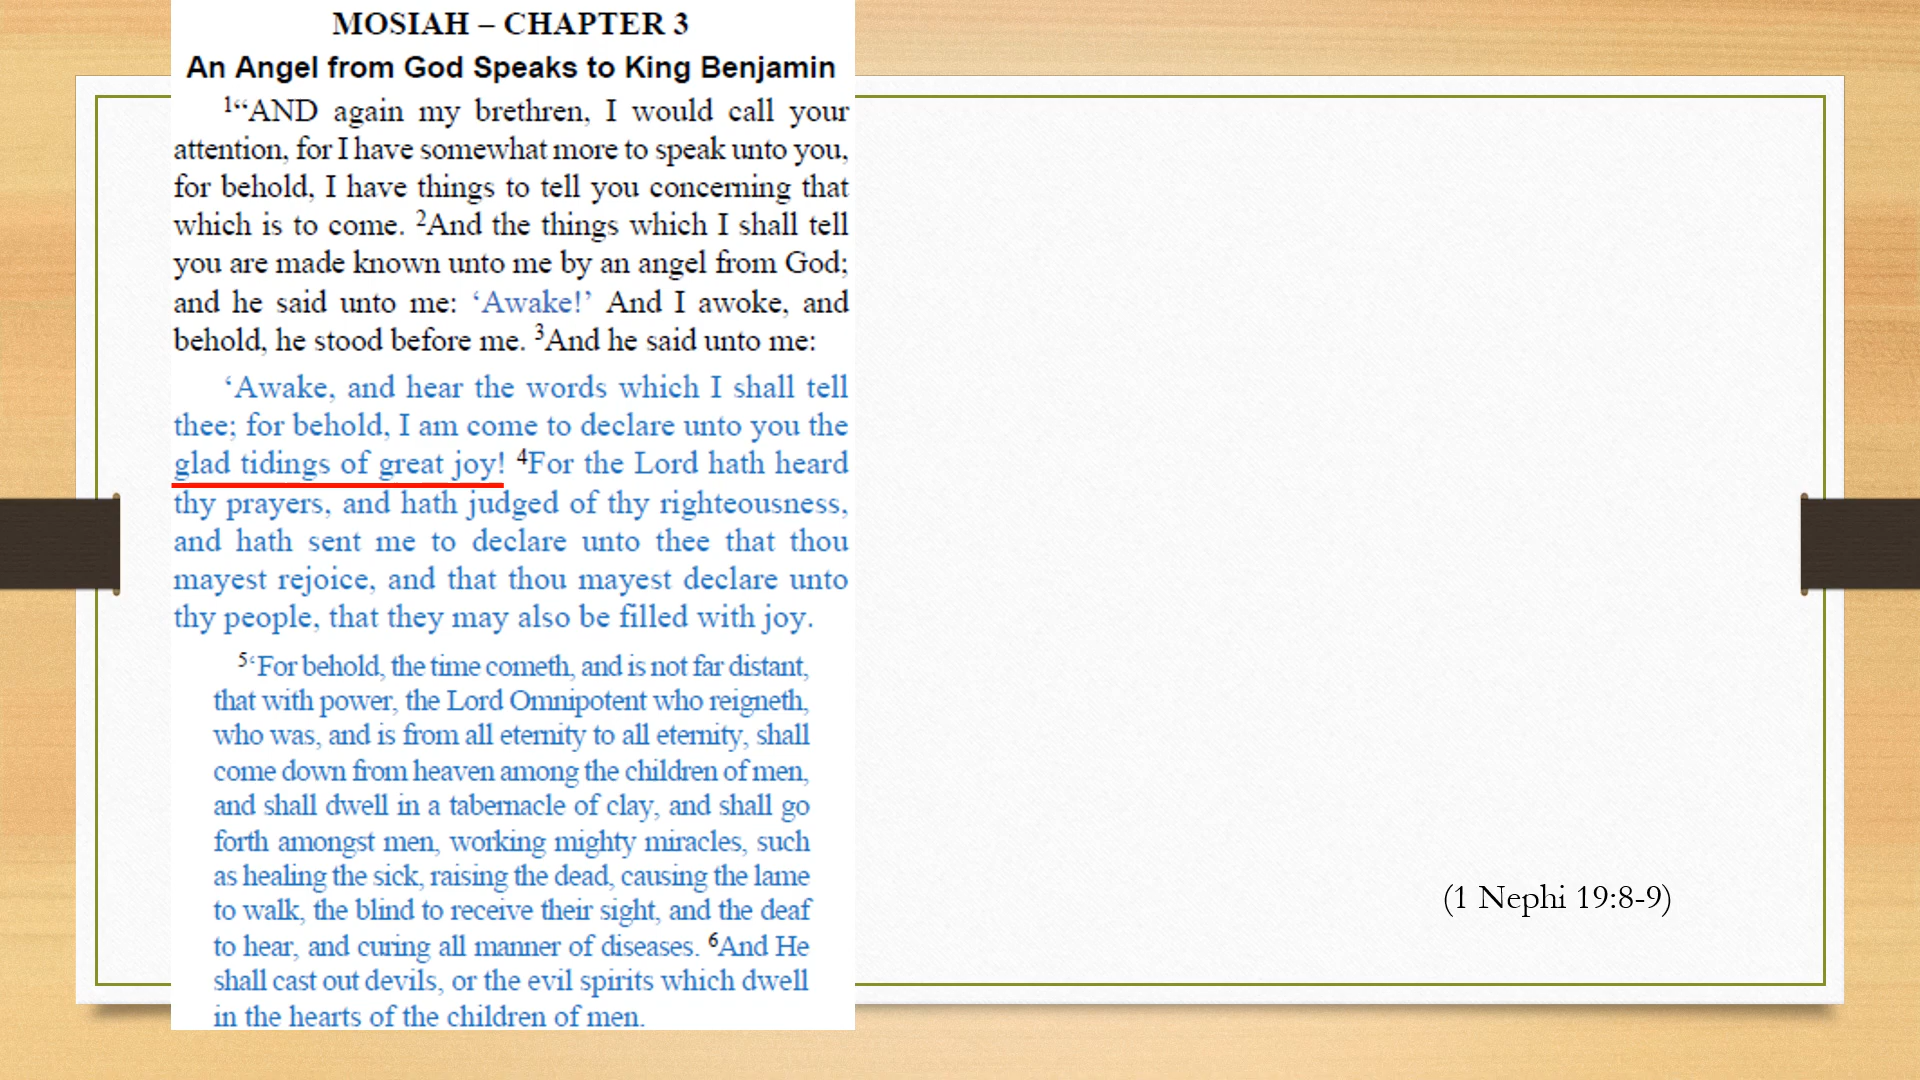 MOSIAH – CHAPTER 3
An Angel from God Speaks to King Benjamin
1“AND again my brethren, I would call your
attention, for I have somewhat more to speak unto you,
for behold, I have things to tell you concerning that
which is to come. 2And the things which I shall tell
you are made known unto me by an angel from God;
and he said unto me: ‘Awake!’ And I awoke, and
behold, he stood before me. 3And he said unto me:
‘Awake, and hear the words which I shall tell
thee; for behold, I am come to declare unto you the
glad tidings of great joy! 4For the Lord hath heard
thy prayers, and hath judged of thy righteousness,
and hath sent me to declare unto thee that thou
mayest rejoice, and that thou mayest declare unto
thy people, that they may also be filled with joy.
5‘For behold, the time cometh, and is not far distant,
that with power, the Lord Omnipotent who reigneth,
who was, and is from all eternity to all eternity, shall
come down from heaven among the children of men,
and shall dwell in a tabernacle of clay, and shall go
forth amongst men, working mighty miracles, such
as healing the sick, raising the dead, causing the lame
to walk, the blind to receive their sight, and the deaf
to hear, and curing all manner of diseases. 6And He
shall cast out devils, or the evil spirits which dwell
in the hearts of the children of men.
(1 Nephi 19:8-9)